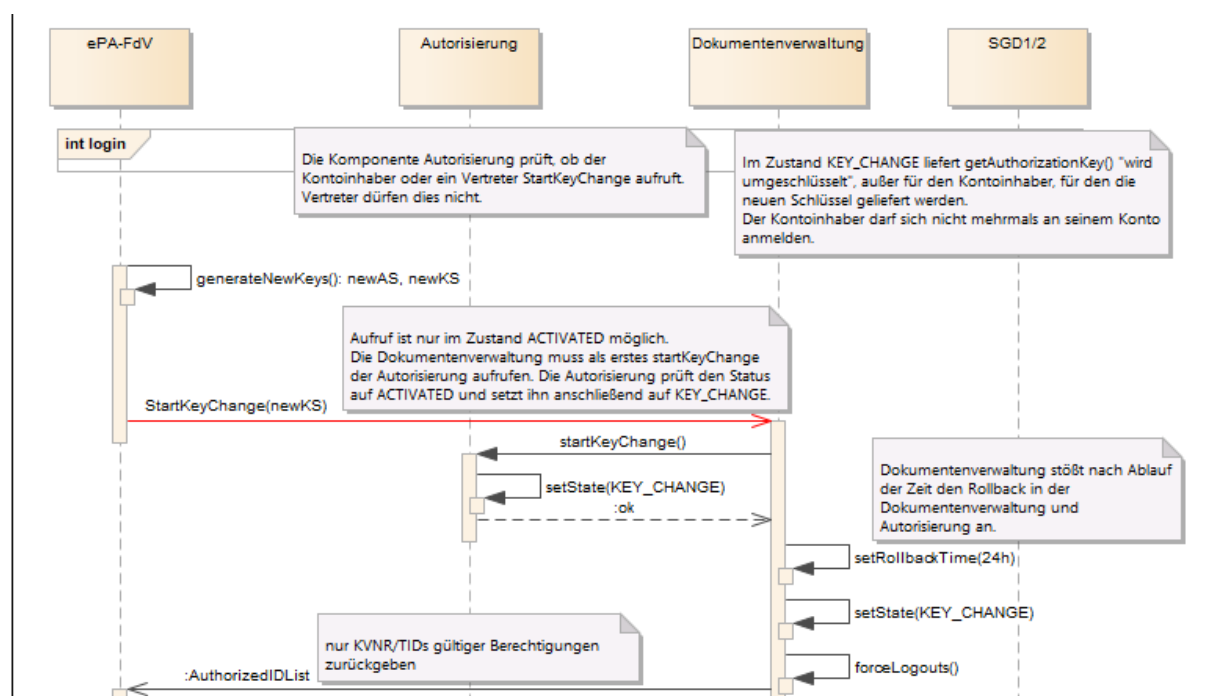 ePA-FdV
Autorisierung
Dokumentenverwaltung
SGD1/2
int login
Die Komponente Autorisierung prüft, ob der
Kontoinhaber oder ein Vertreter StartKeyChange aufruft.
Vertreter dürfen dies nicht.
Im Zustand KEY_CHANGE liefert getAuthorizationKey() "wird
umgeschlüsselt", außer für den Kontoinhaber, für den die
neuen Schlüssel geliefert werden.
Der Kontoinhaber darf sich nicht mehrmals an seinem Konto
anmelden.
generateNewKeys(): newAS, newKS
Aufruf ist nur im Zustand ACTIVATED möglich.
Die Dokumentenverwaltung muss als erstes startKeyChange
der Autorisierung aufrufen. Die Autorisierung prüft den Status
auf ACTIVATED und setzt ihn anschließend auf KEY_CHANGE.
StartKeyChange(newKS)
startKeyChange()
Dokumentenverwaltung stößt nach Ablauf
der Zeit den Rollback in der
Dokumentenverwaltung und
Autorisierung an.
setState(KEY_CHANGE)
:ok
setRollbackTime(24h)
setState(KEY_CHANGE)
nur KVNR/TIDs gültiger Berechtigungen
zurückgeben
forceLogouts()
:AuthorizedIDList